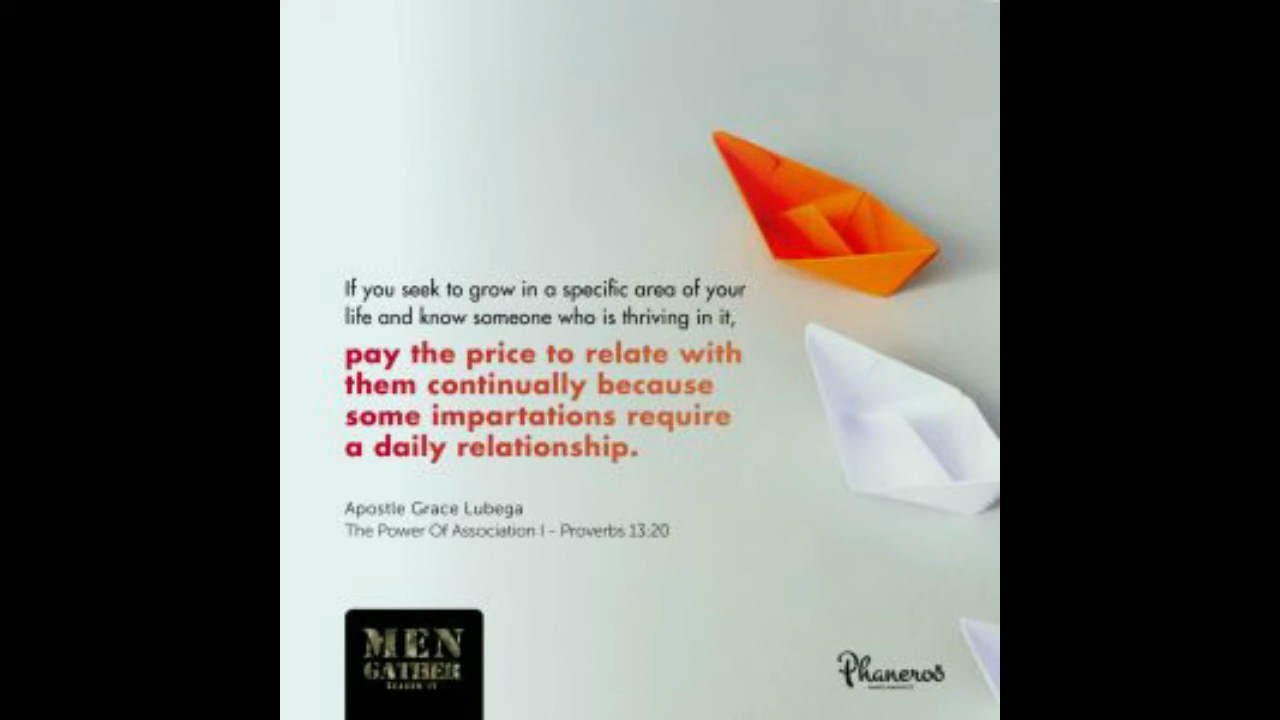 If you seek to grow in a specific area of your
life and know someone who is thriving in it,
pay the price to relate with
them continually because
some impartations require
a daily relationship.
Apostle Grace Lubega
The Power Of Association I - Proverbs 13:20
MEN
GATHER
Phaneroo